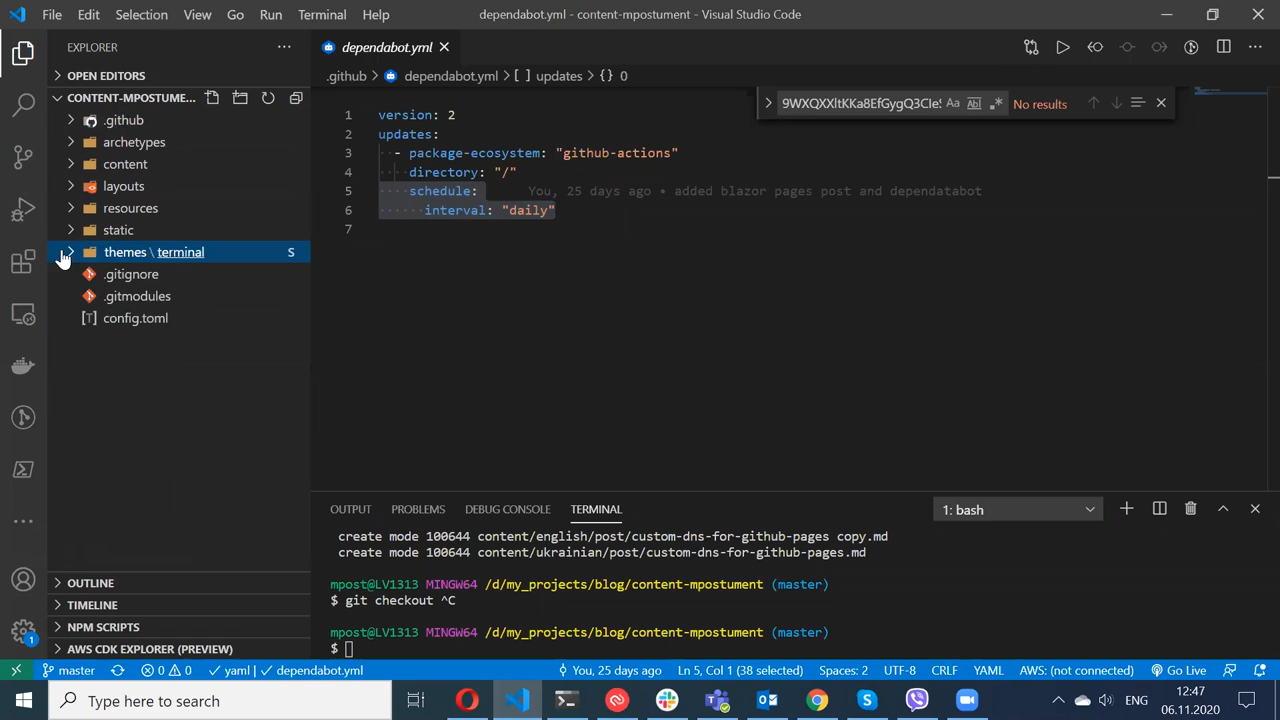 File Edit Selection View Go Run Terminal Help
dependabot.yml - content-mpostument - Visual Studio Code
EXPLORER
OPEN EDITORS
CONTENT-MPOSTUME...
.github
archetypes
content
layouts
resources
static
themes \ terminal S
.gitignore
.gitmodules
config.toml
OUTLINE
TIMELINE
NPM SCRIPTS
AWS CDK EXPLORER (PREVIEW)
dependabot.yml
.github > dependabot.yml > [ ] updates > {} 0
No results
1 version: 2
2 updates:
3 - package-ecosystem: "github-actions"
4 directory: "/"
5 schedule: You, 25 days ago • added blazor pages post and dependatabot
6 interval: "daily"
7
OUTPUT PROBLEMS DEBUG CONSOLE TERMINAL
1: bash
create mode 100644 content/english/post/custom-dns-for-github-pages copy.md
create mode 100644 content/ukrainian/post/custom-dns-for-github-pages.md
mpost@LV1313 MINGW64 /d/my_projects/blog/content-mpostument (master)
$ git checkout ^C
mpost@LV1313 MINGW64 /d/my_projects/blog/content-mpostument (master)
$
master 0 0 yaml | dependabot.yml You, 25 days ago Ln 5, Col 1 (38 selected) Spaces: 2 UTF-8 CRLF YAML AWS: (not connected) Go Live
Type here to search
ENG
12:47
06.11.2020